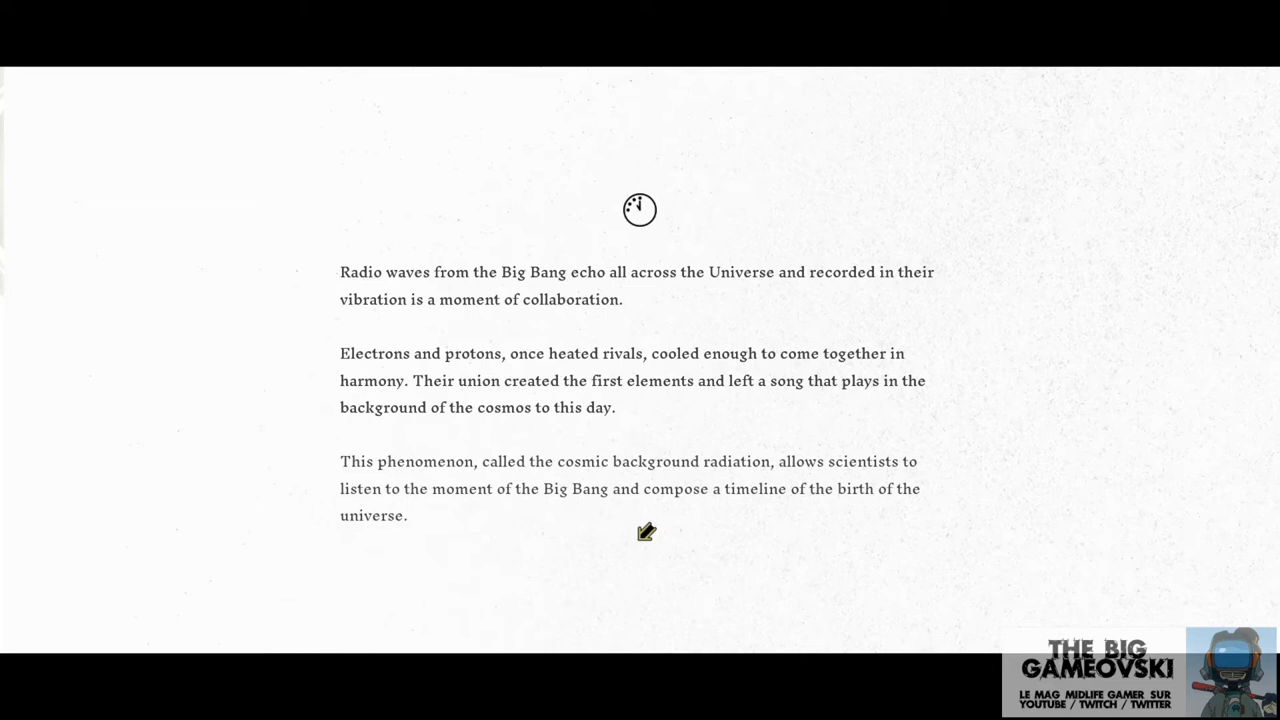 Radio waves from the Big Bang echo all across the Universe and recorded in their
vibration is a moment of collaboration.
Electrons and protons, once heated rivals, cooled enough to come together in
harmony. Their union created the first elements and left a song that plays in the
background of the cosmos to this day.
This phenomenon, called the cosmic background radiation, allows scientists to
listen to the moment of the Big Bang and compose a timeline of the birth of the
universe.
THE BIG
GAMEOVSKI
LE MAG MIDLIFE GAMER SUR
YOUTUBE / TWITCH / TWITTER